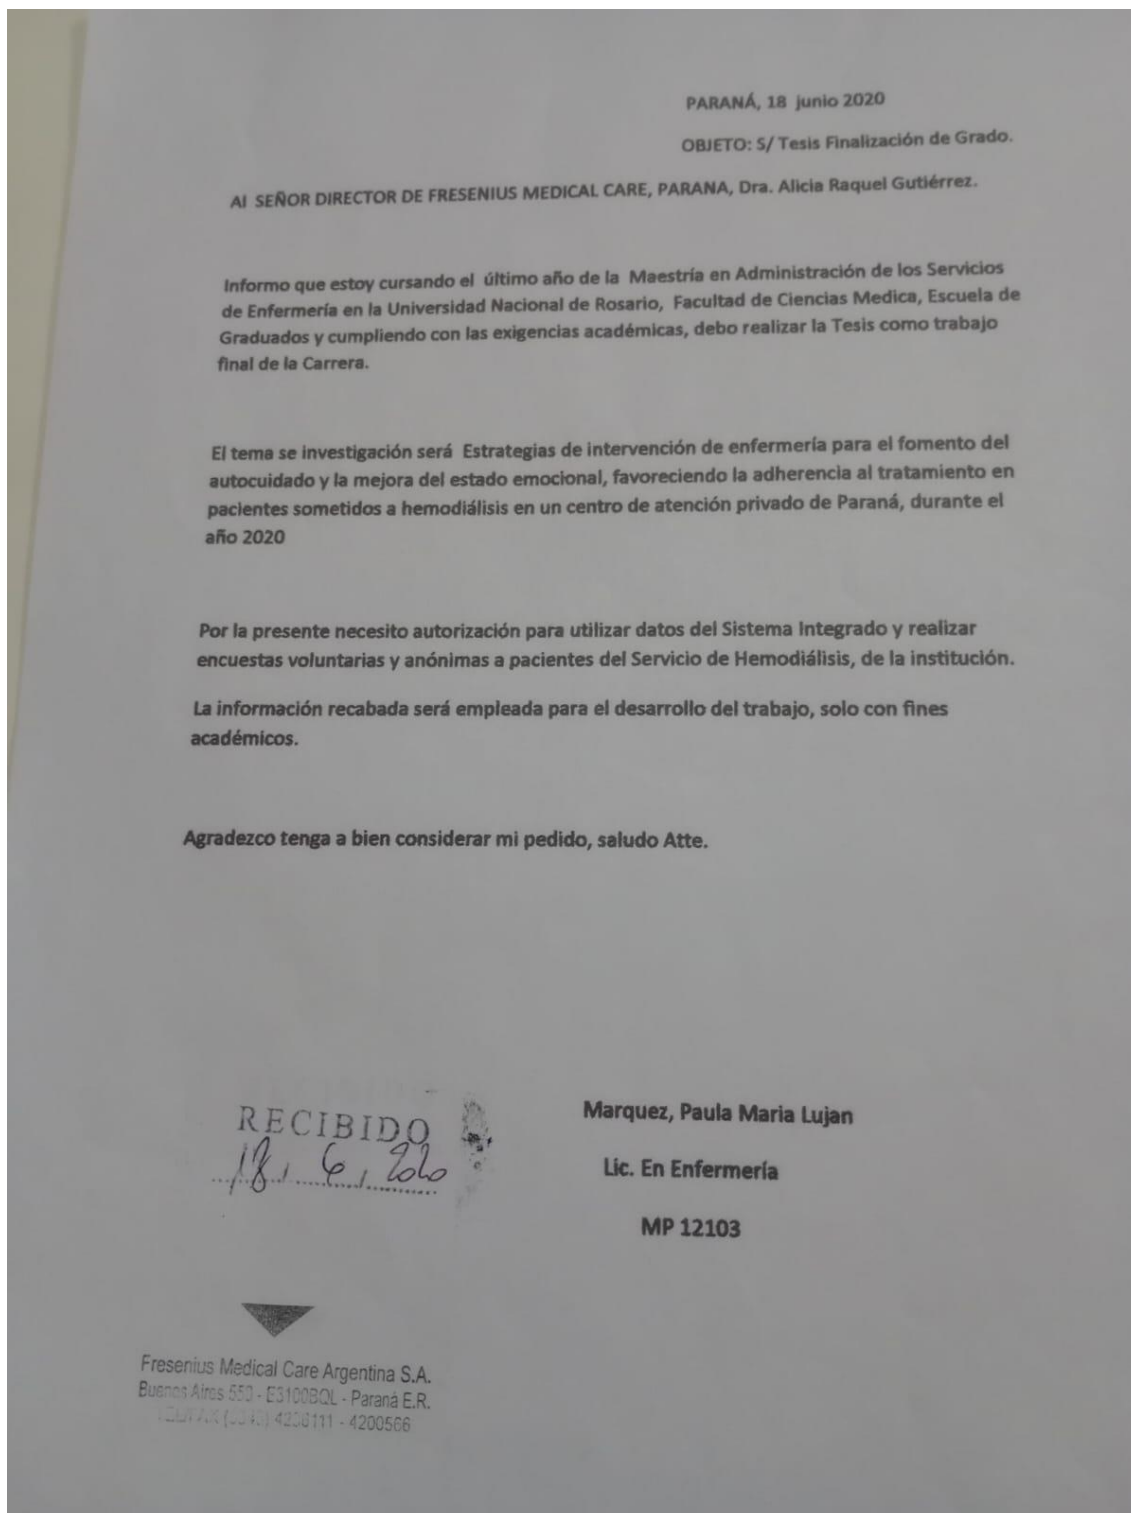 PARANÁ, 18 junio 2020
OBJETO: S/ Tesis Finalización de Grado.
Al SEÑOR DIRECTOR DE FRESENIUS MEDICAL CARE, PARANA, Dra. Alicia Raquel Gutiérrez.
Informo que estoy cursando el último año de la Maestría en Administración de los Servicios
de Enfermería en la Universidad Nacional de Rosario, Facultad de Ciencias Medica, Escuela de
Graduados y cumpliendo con las exigencias académicas, debo realizar la Tesis como trabajo
final de la Carrera.
El tema se investigación será Estrategias de intervención de enfermería para el fomento del
autocuidado y la mejora del estado emocional, favoreciendo la adherencia al tratamiento en
pacientes sometidos a hemodiálisis en un centro de atención privado de Paraná, durante el
año 2020
Por la presente necesito autorización para utilizar datos del Sistema Integrado y realizar
encuestas voluntarias y anónimas a pacientes del Servicio de Hemodiálisis, de la institución.
La información recabada será empleada para el desarrollo del trabajo, solo con fines
académicos.
Agradezco tenga a bien considerar mi pedido, saludo Atte.
RECIBIDO
18, 6, 2020
Marquez, Paula Maria Lujan
Lic. En Enfermería
MP 12103
Fresenius Medical Care Argentina S.A.
Buenos Aires 550 - E3100BQL - Paraná E.R.
4200566